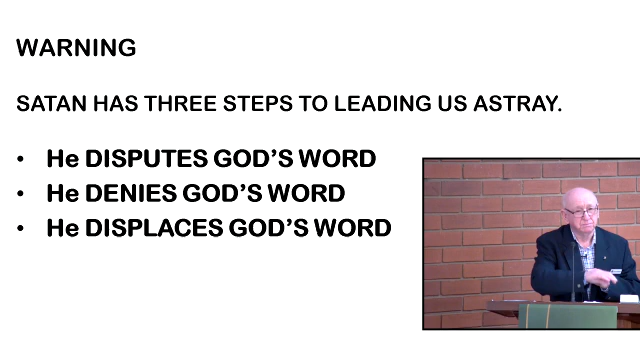 WARNING
SATAN HAS THREE STEPS TO LEADING US ASTRAY.
• He DISPUTES GOD'S WORD
• He DENIES GOD'S WORD
• He DISPLACES GOD'S WORD